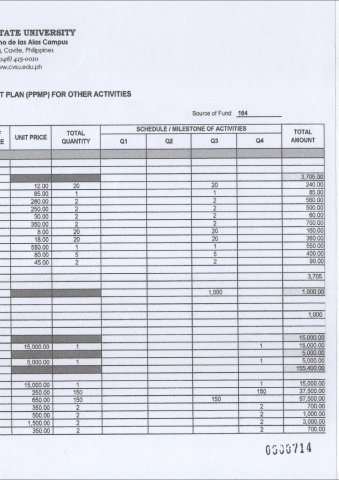 TATE UNIVERSITY
no de las Alas Campus
g, Cavite, Philippines
(046) 415-0010
ww.cvsu.edu.ph
T PLAN (PPMP) FOR OTHER ACTIVITIES
Source of Fund: 164
UNIT PRICE TOTAL QUANTITY SCHEDULE / MILESTONE OF ACTIVITIES TOTAL AMOUNT
E Q1 Q2 Q3 Q4
3,705.00
12.00 20 20 240.00
65.00 1 1 65.00
280.00 2 2 560.00
250.00 2 2 500.00
30.00 2 2 60.00
350.00 2 2 700.00
8.00 20 20 160.00
18.00 20 20 360.00
550.00 1 1 550.00
80.00 5 5 400.00
45.00 2 2 90.00
3,705
1,000 1,000.00
1,000
15,000.00
15,000.00 1 1 15,000.00
5,000.00
5,000.00 1 1 5,000.00
155,400.00
15,000.00 1 1 15,000.00
250.00 150 150 37,500.00
650.00 150 150 97,500.00
350.00 2 2 700.00
500.00 2 2 1,000.00
1,500.00 2 2 3,000.00
350.00 2 2 700.00
0000714